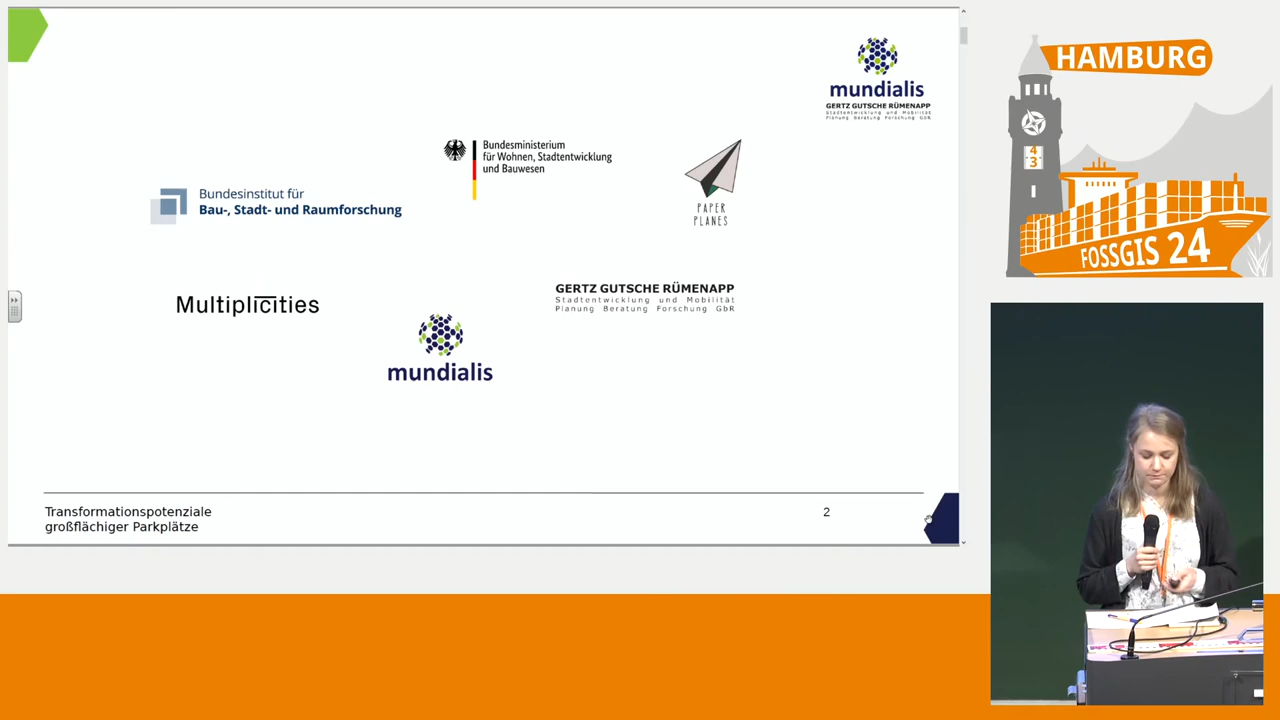 mundialis
GERTZ GUTSCHE RÜMENAPP
Stadtentwicklung und Mobilität
Planung Beratung Forschung GbR
Bundesministerium
für Wohnen, Stadtentwicklung
und Bauwesen
PAPER
PLANES
Bundesinstitut für
Bau-, Stadt- und Raumforschung
Multiplicities
GERTZ GUTSCHE RÜMENAPP
Stadtentwicklung und Mobilität
Planung Beratung Forschung GbR
mundialis
Transformationspotenziale
großflächiger Parkplätze
2
HAMBURG
4
3
FOSSGIS 24